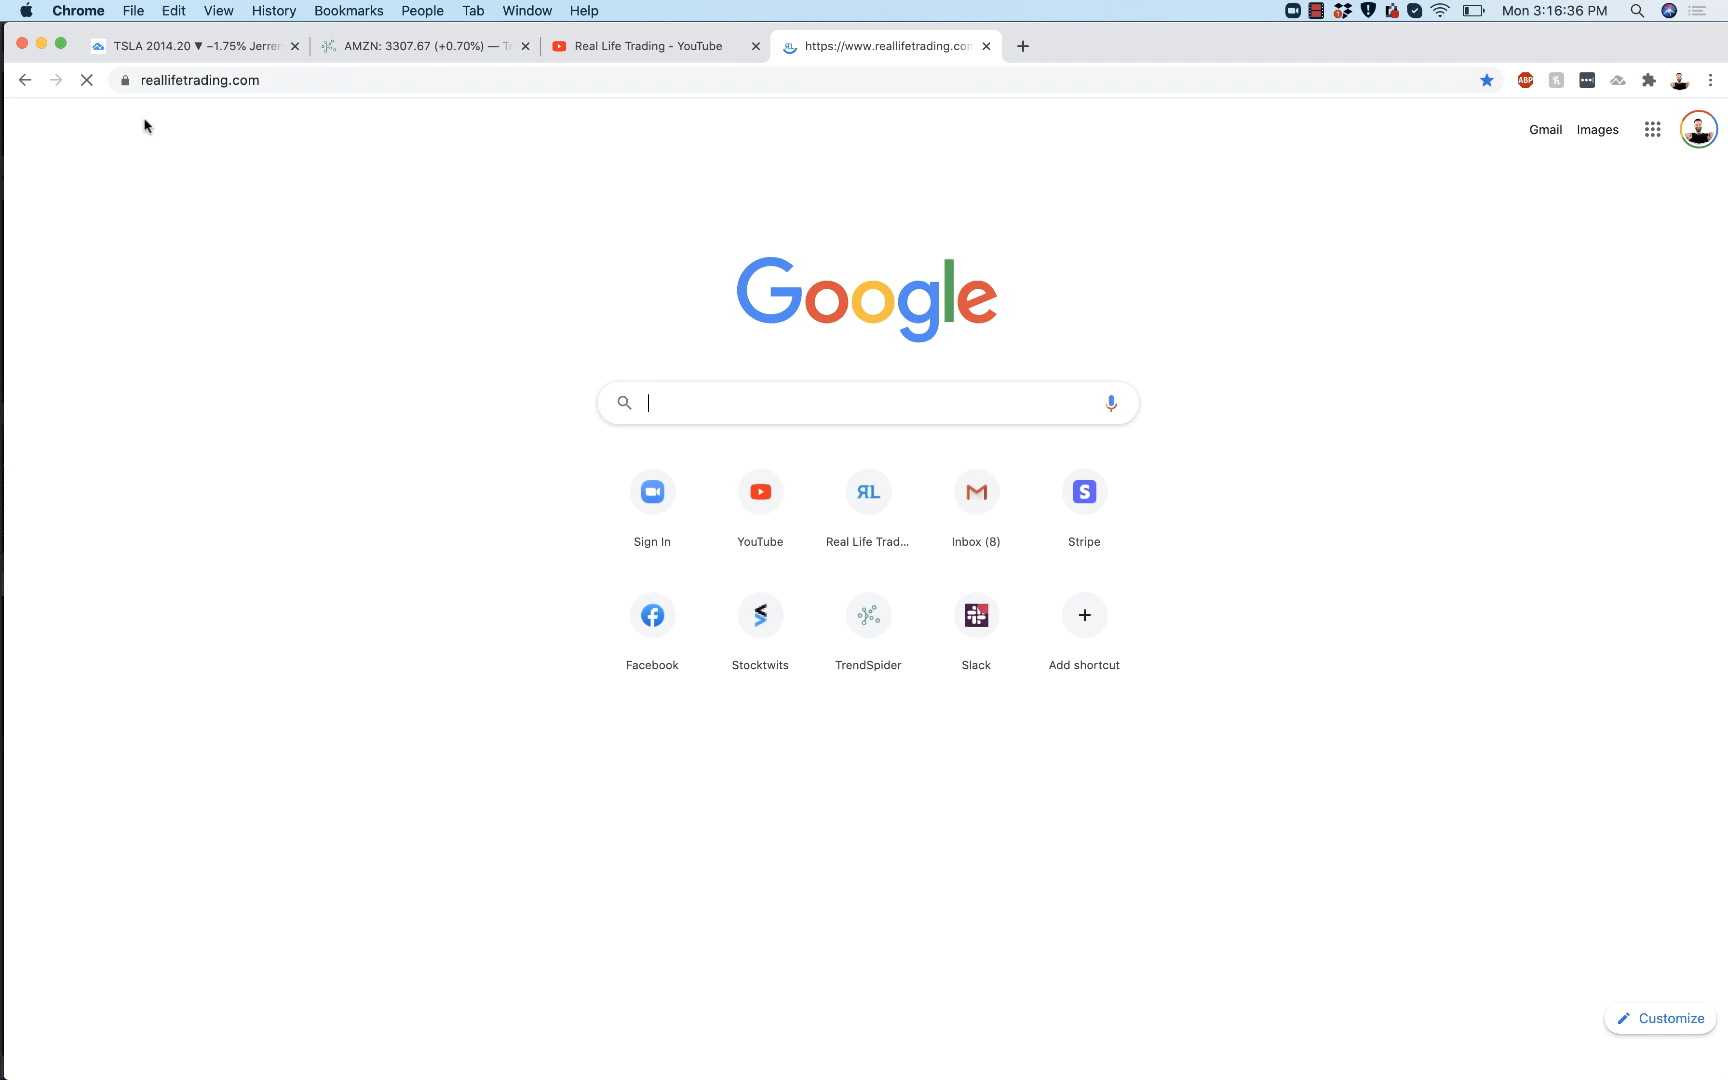 Chrome File Edit View History Bookmarks People Tab Window Help Mon 3:16:36 PM
TSLA 2014.20 ▼ −1.75% Jerre
AMZN: 3307.67 (+0.70%) —
Real Life Trading - YouTube
https://www.reallifetrading.com
reallifetrading.com
ABP
Gmail Images
Google
Sign In YouTube Real Life Trad... Inbox (8) Stripe
Facebook Stocktwits TrendSpider Slack Add shortcut
Customize